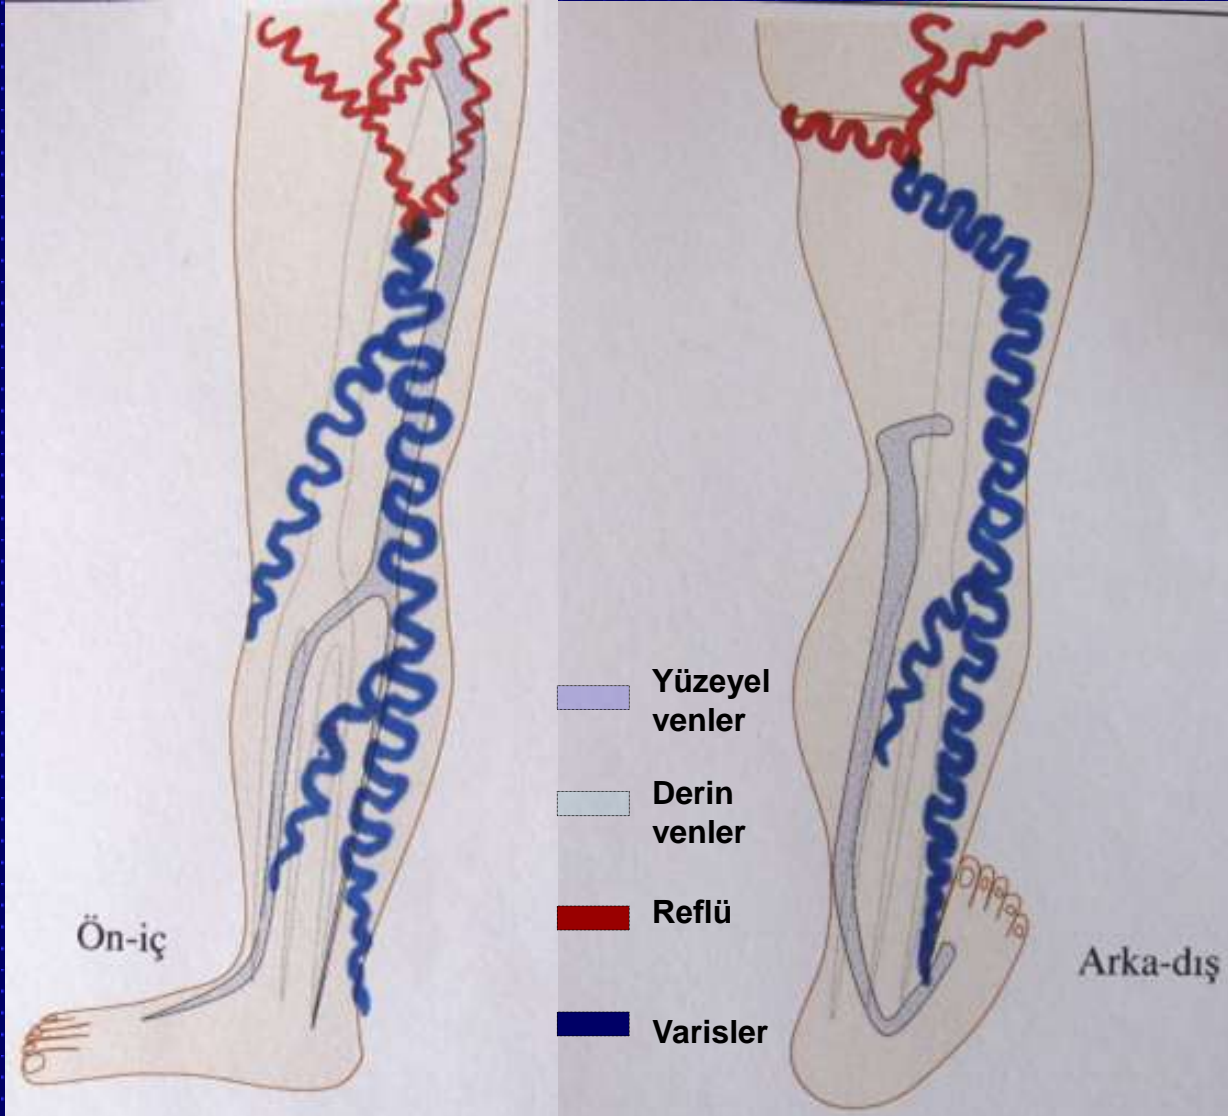 Ön-iç
Yüzeyel
venler
Derin
venler
Reflü
Varisler
Arka-dış